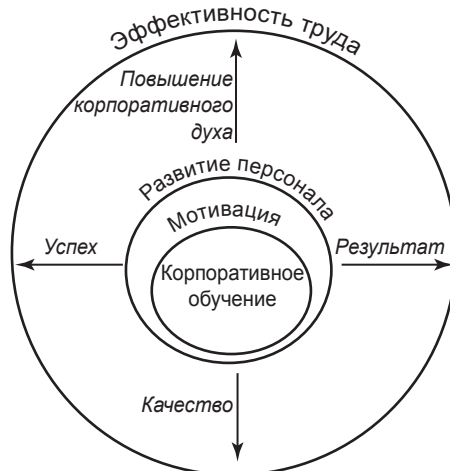 Эффективность труда
Повышение
корпоративного
духа
Развитие персонала
Мотивация
Успех
Результат
Корпоративное
обучение
Качество